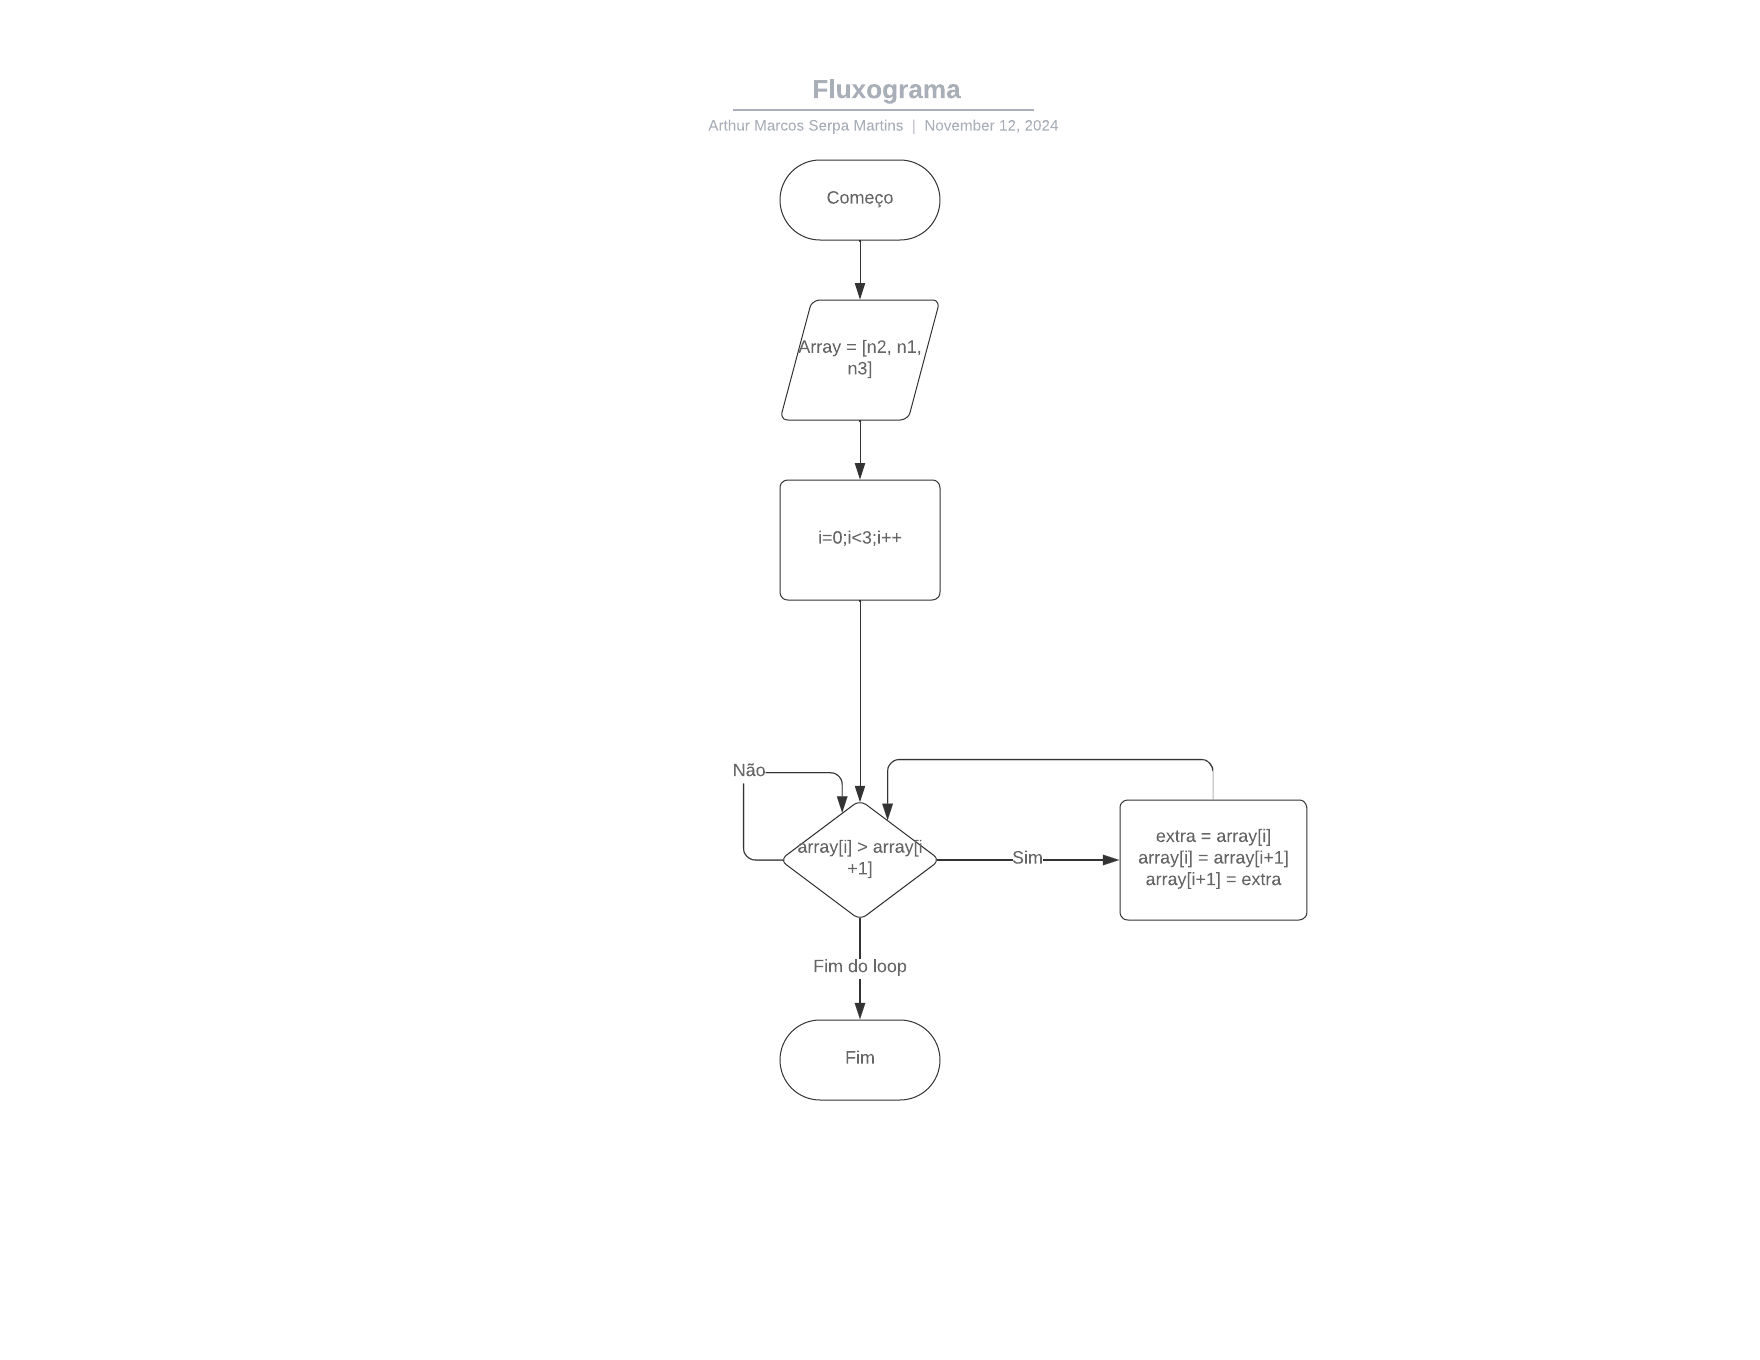 Fluxograma
Arthur Marcos Serpa Martins | November 12, 2024
Começo
Array = [n2, n1,
n3]
i=0;i<3;i++
Não
array[i] > array[i
+1]
Sim
extra = array[i]
array[i] = array[i+1]
array[i+1] = extra
Fim do loop
Fim